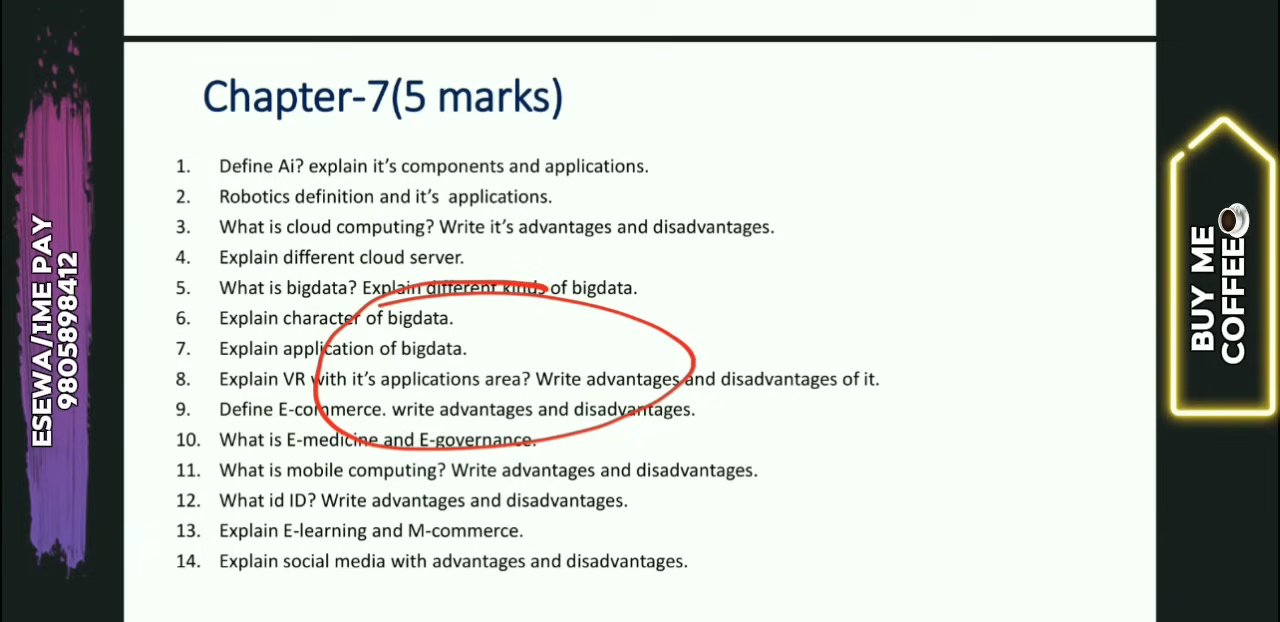 Chapter-7(5 marks)
1. Define Ai? explain it's components and applications.
2. Robotics definition and it's applications.
3. What is cloud computing? Write it's advantages and disadvantages.
4. Explain different cloud server.
5. What is bigdata? Explain different kinds of bigdata.
6. Explain character of bigdata.
7. Explain application of bigdata.
8. Explain VR with it's applications area? Write advantages and disadvantages of it.
9. Define E-commerce. write advantages and disadvantages.
10. What is E-medicine and E-governance.
11. What is mobile computing? Write advantages and disadvantages.
12. What id ID? Write advantages and disadvantages.
13. Explain E-learning and M-commerce.
14. Explain social media with advantages and disadvantages.
ESEWA/IME PAY
9805898412
BUY ME
COFFEE